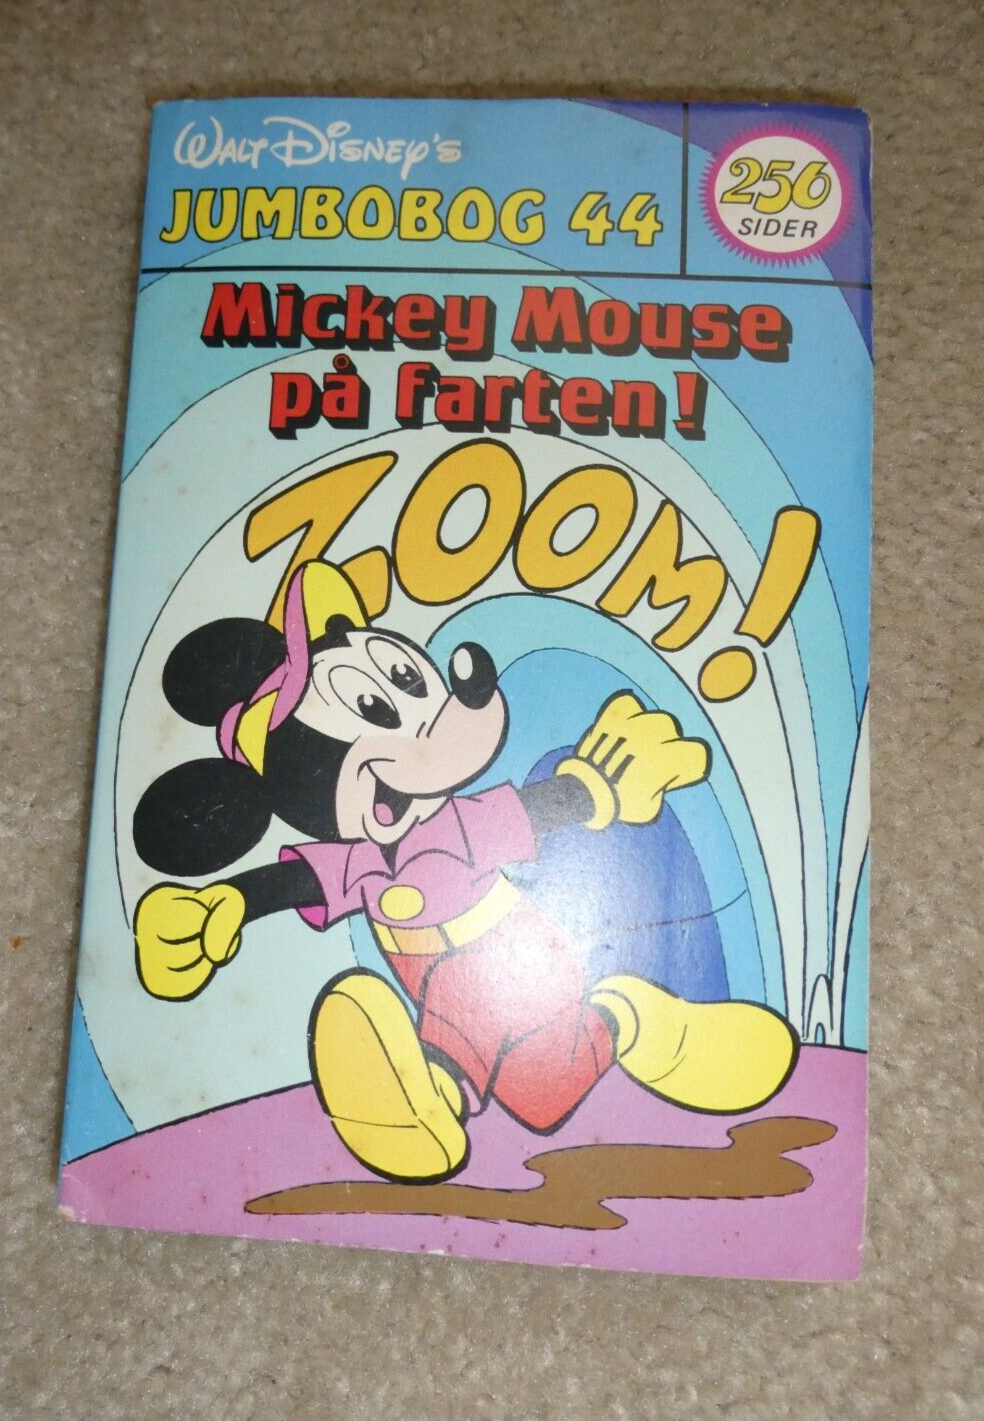 Walt Disney's
JUMBOBOG 44
256
SIDER
Mickey Mouse
på farten!
ZOOM!